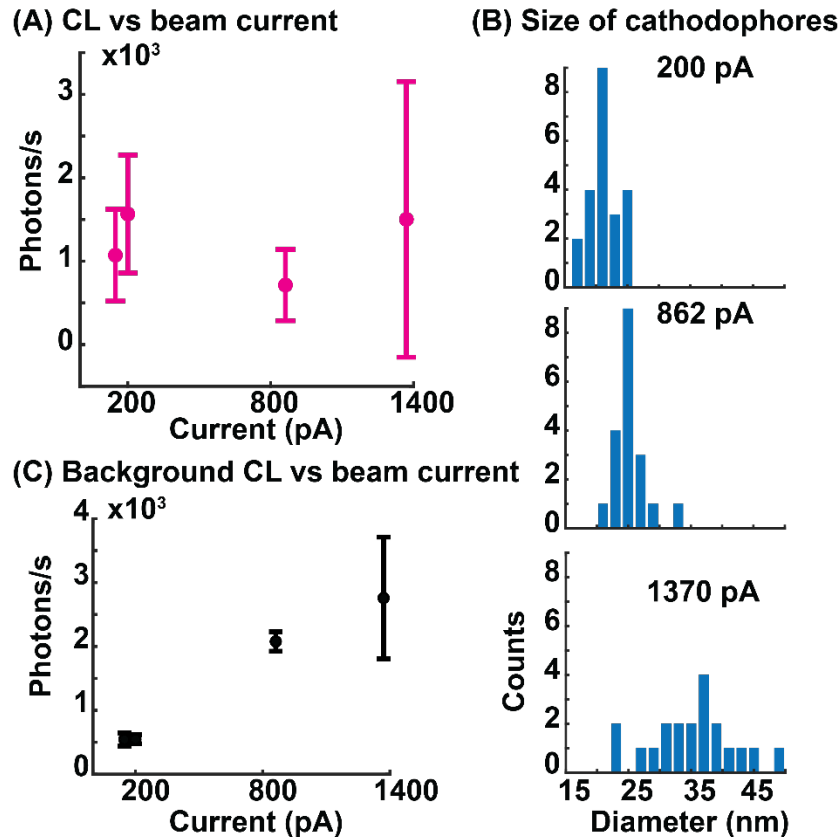 (A) CL vs beam current
x10³
3
2
1
0
Photons/s
200 800 1400
Current (pA)
(B) Size of cathodophores
200 pA
8
6
4
2
0
862 pA
8
6
4
2
0
1370 pA
8
6
4
2
0
Counts
15 25 35 45
Diameter (nm)
(C) Background CL vs beam current
x10³
4
3
2
1
0
Photons/s
200 800 1400
Current (pA)